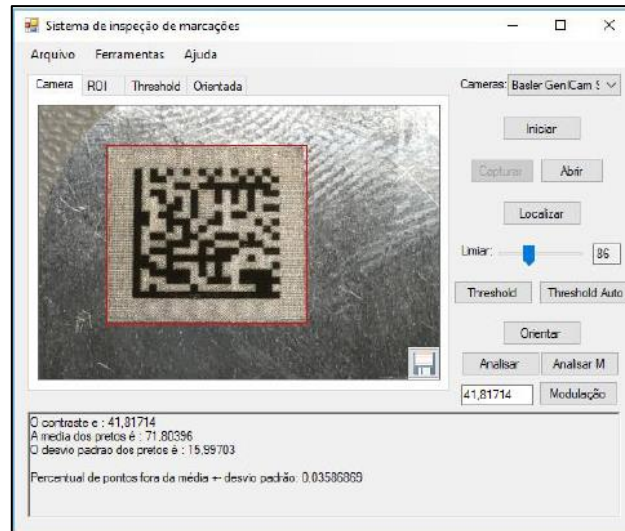 Sistema de inspeção de marcações
Arquivo Ferramentas Ajuda
Camera ROI Threshold Orientada
Cameras: Basler GenICam S
Iniciar
Capturar Abrir
Localizar
Limiar: 86
Threshold Threshold Auto
Orientar
Analisar Analisar M
41,81714 Modulação
O contraste e : 41,81714
A media dos pretos é : 71,80396
O desvio padrao dos pretos é : 15,99703
Percentual de pontos fora da média +- desvio padrão: 0,03586869